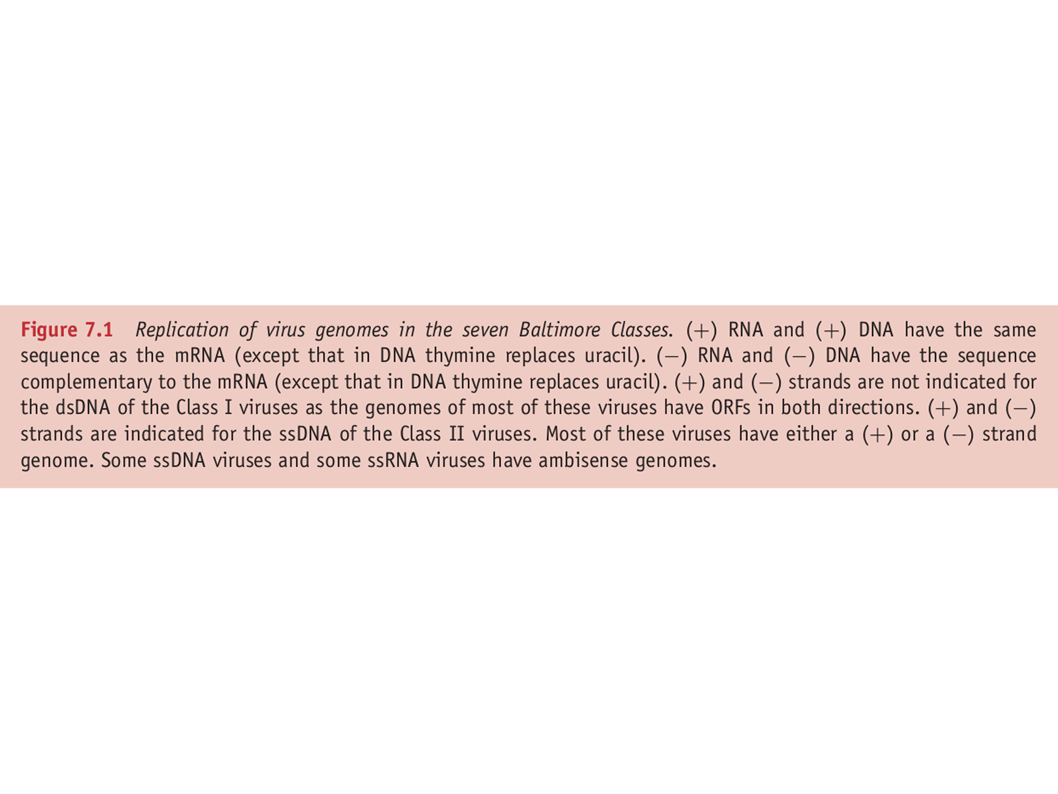 Figure 7.1 Replication of virus genomes in the seven Baltimore Classes. (+) RNA and (+) DNA have the same
sequence as the mRNA (except that in DNA thymine replaces uracil). (−) RNA and (−) DNA have the sequence
complementary to the mRNA (except that in DNA thymine replaces uracil). (+) and (−) strands are not indicated for
the dsDNA of the Class I viruses as the genomes of most of these viruses have ORFs in both directions. (+) and (−)
strands are indicated for the ssDNA of the Class II viruses. Most of these viruses have either a (+) or a (−) strand
genome. Some ssDNA viruses and some ssRNA viruses have ambisense genomes.